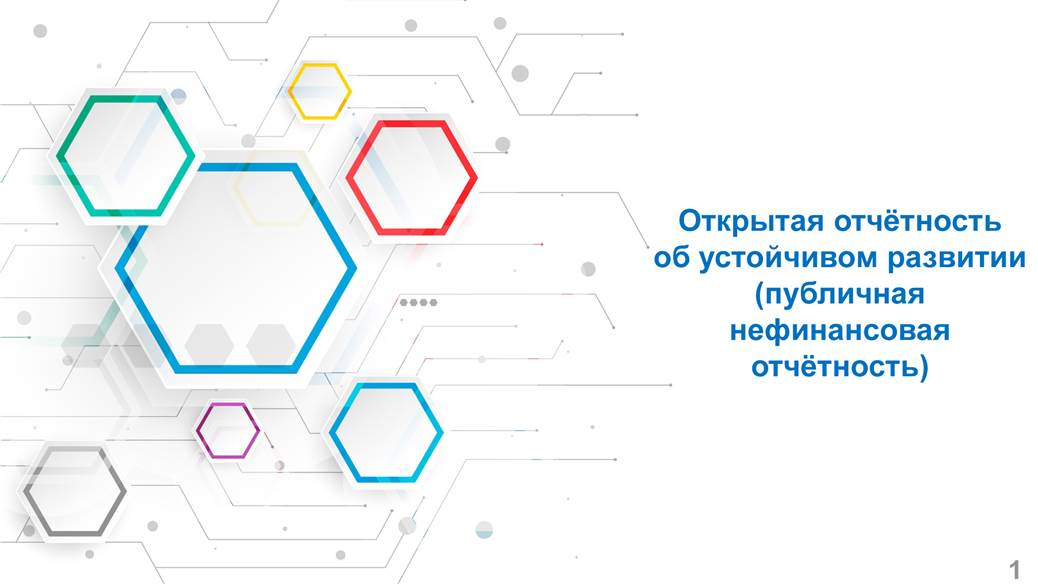 Открытая отчётность
об устойчивом развитии
(публичная
нефинансовая
отчётность)
1